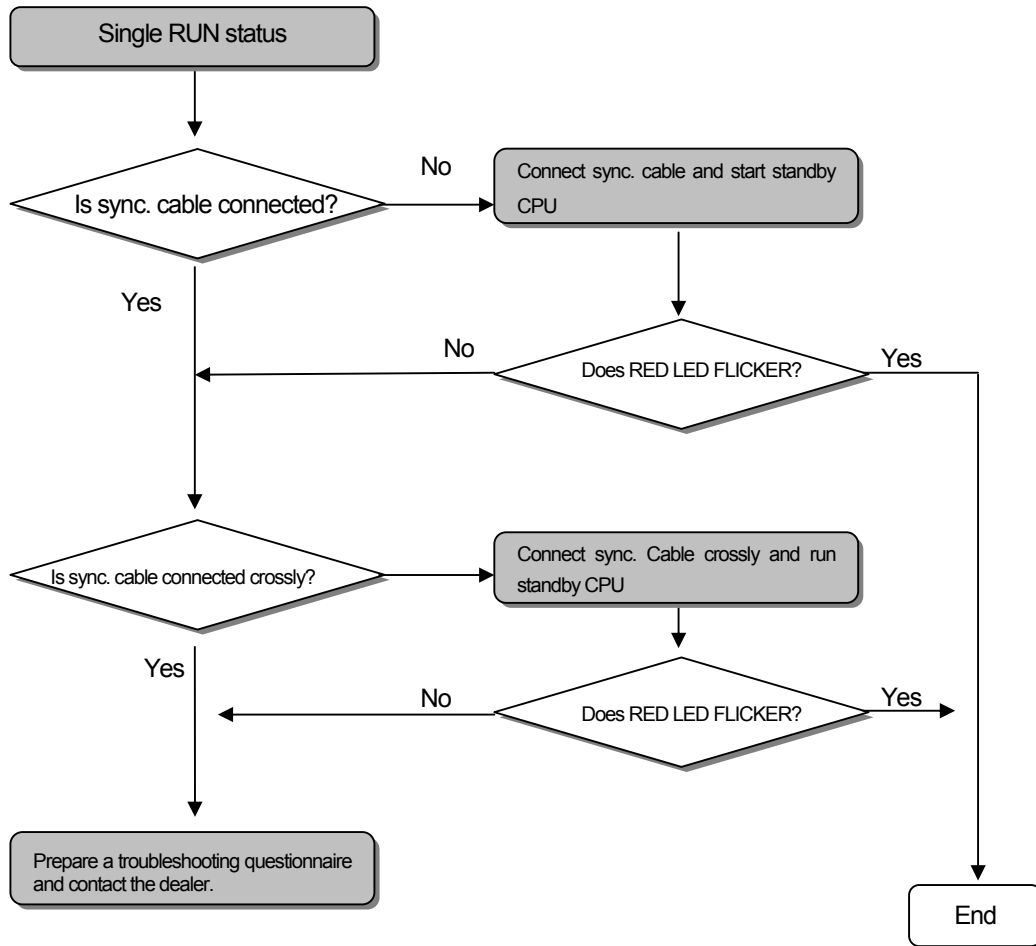 Single RUN status
No
Connect sync. cable and start standby
CPU
Is sync. cable connected?
Yes
No
Does RED LED FLICKER?
Yes
Connect sync. Cable crossly and run
standby CPU
Is sync. cable connected crossly?
Yes
No
Does RED LED FLICKER?
Yes
Prepare a troubleshooting questionnaire
and contact the dealer.
End